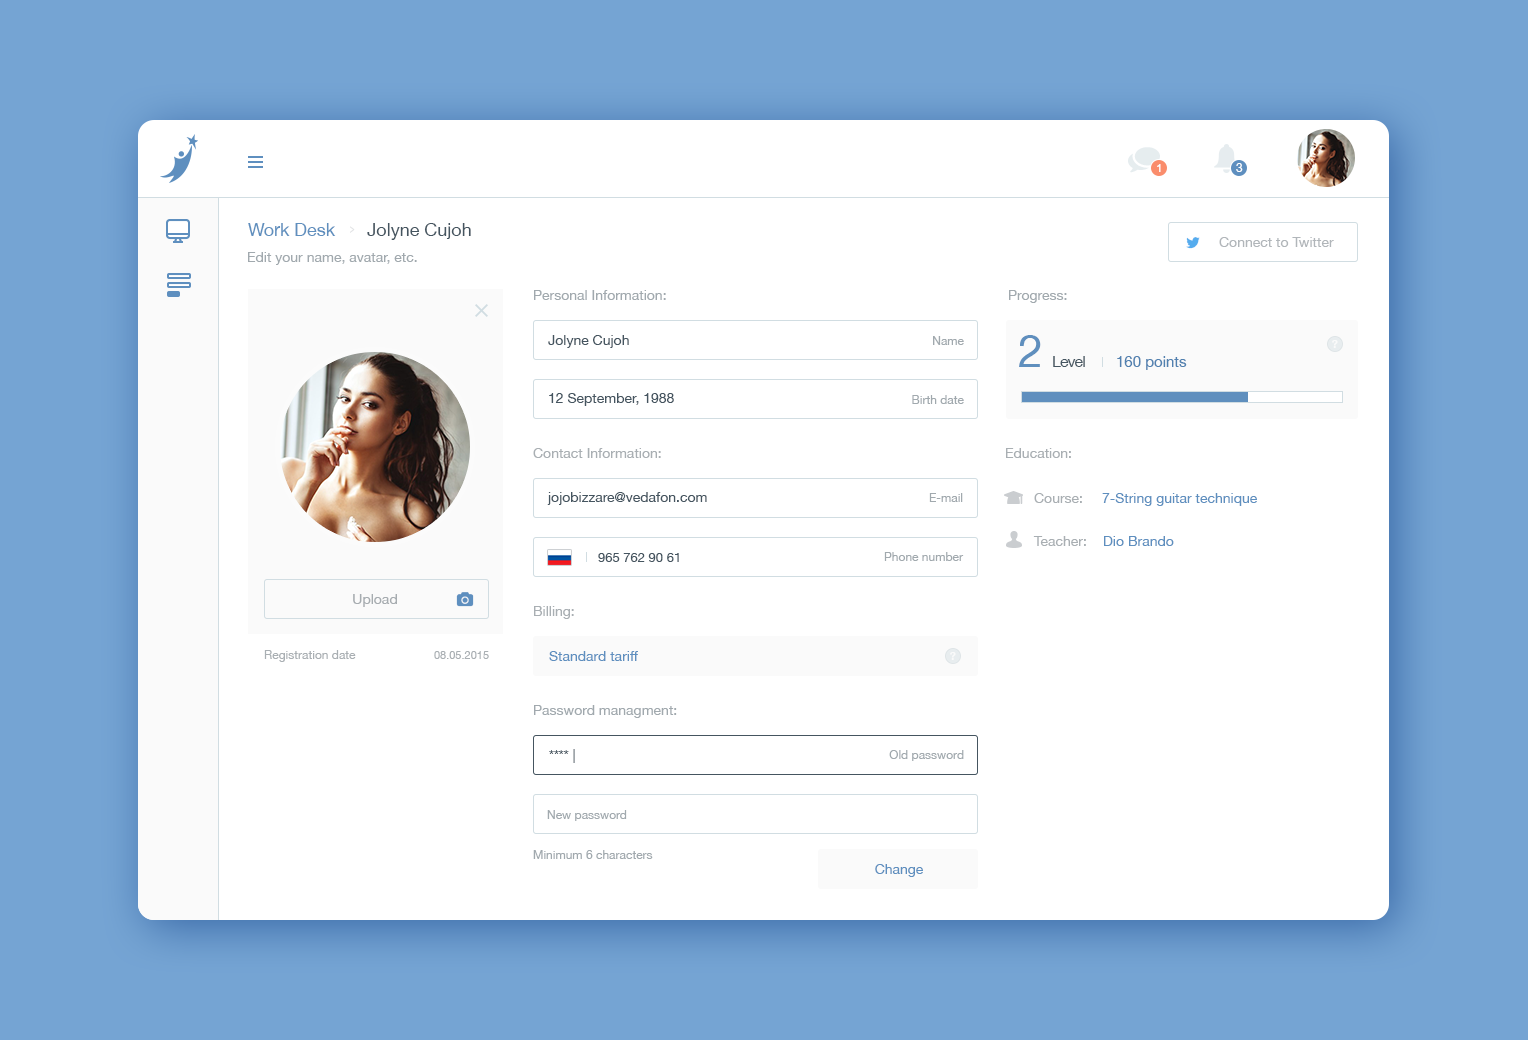 1
3
Work Desk › Jolyne Cujoh
Edit your name, avatar, etc.
Connect to Twitter
Upload
Registration date 08.05.2015
Personal Information:
Jolyne Cujoh Name
12 September, 1988 Birth date
Contact Information:
jojobizzare@vedafon.com E-mail
965 762 90 61 Phone number
Billing:
Standard tariff ?
Password managment:
**** | Old password
New password
Minimum 6 characters
Change
Progress:
2 Level 160 points ?
Education:
Course: 7-String guitar technique
Teacher: Dio Brando